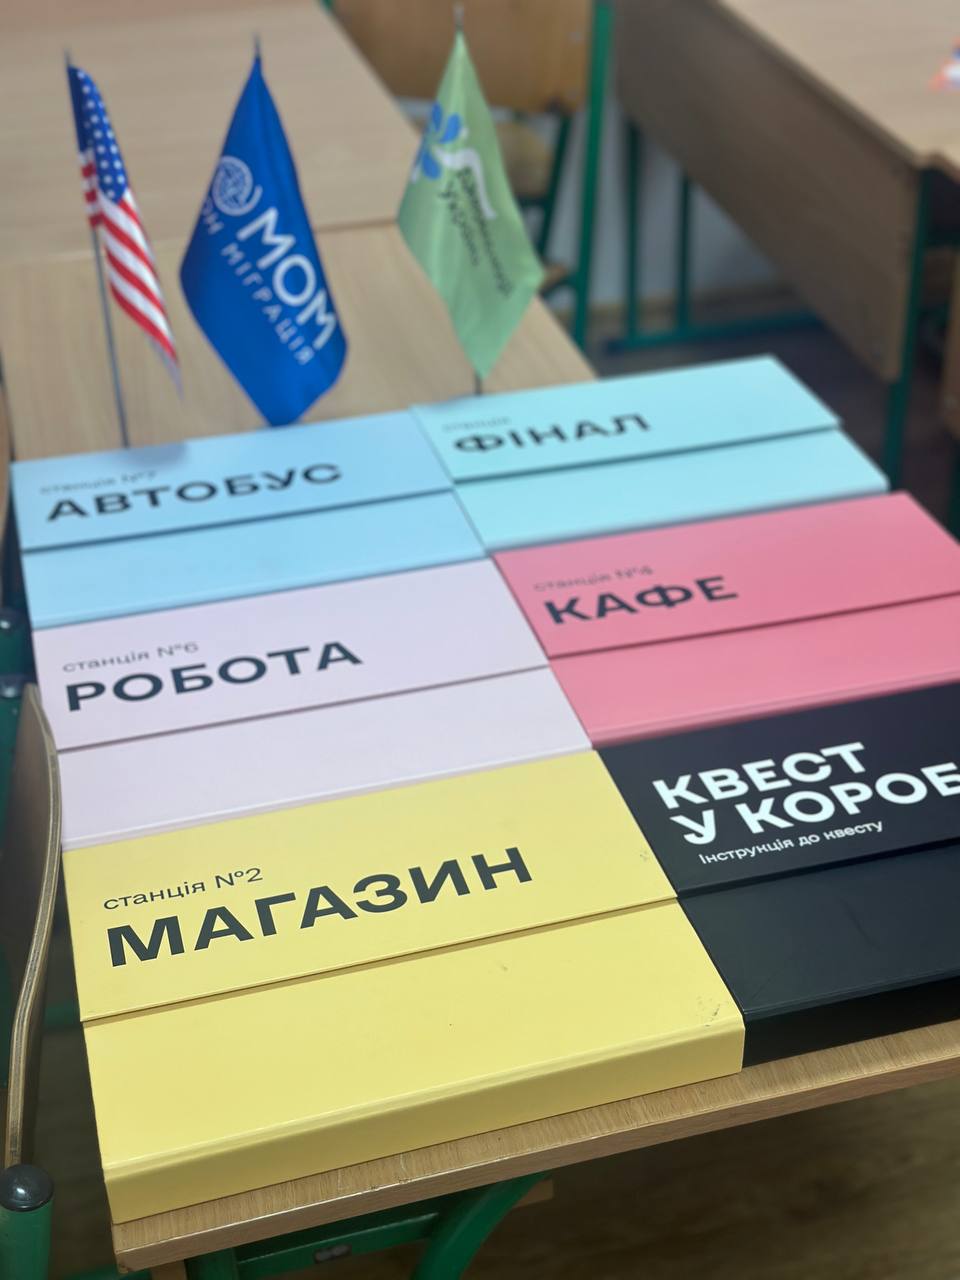 МОМ
ООН МІГРАЦІЯ
станція
ФІНАЛ
станція №7
АВТОБУС
станція №4
КАФЕ
станція №6
РОБОТА
КВЕСТ
У КОРОБ
Інструкція до квесту
станція №2
МАГАЗИН